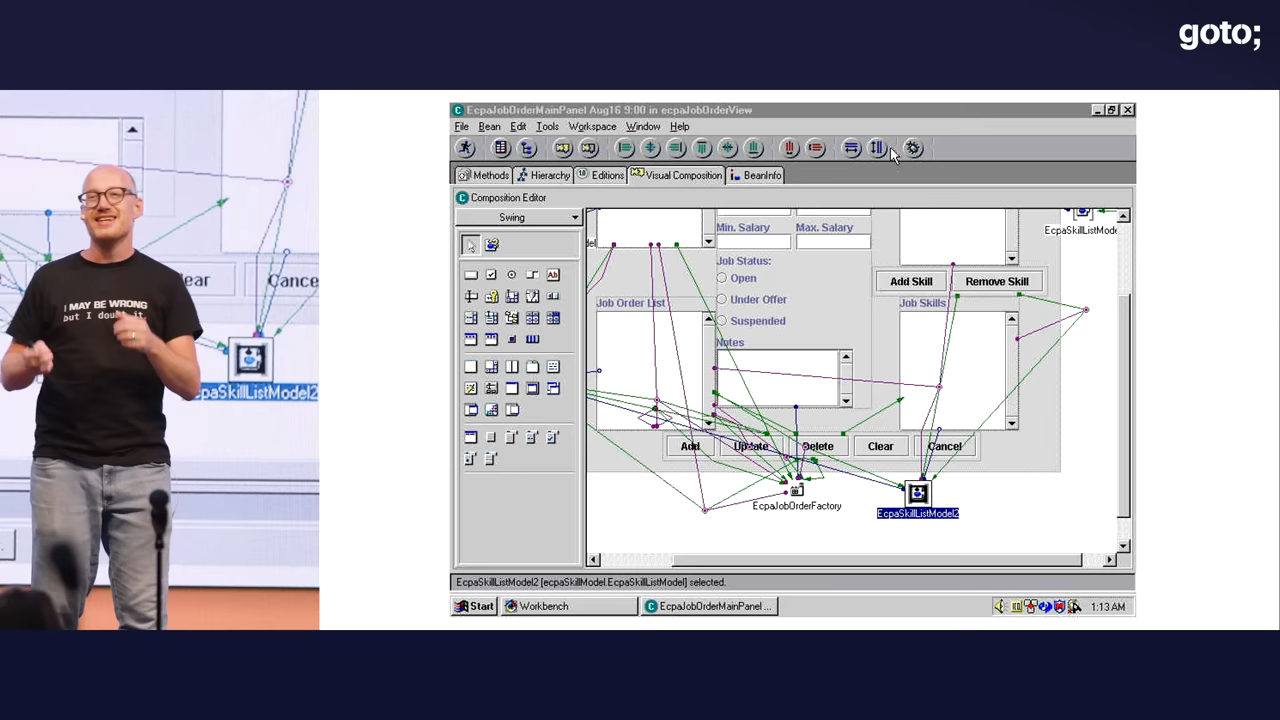 goto;
EcpaJobOrderMainPanel Aug16 9:00 in ecpaJobOrderView
File Bean Edit Tools Workspace Window Help
Methods Hierarchy Editions Visual Composition BeanInfo
Composition Editor
Swing
Min. Salary Max. Salary
EcpaSkillListMode
Job Status:
Open
Add Skill Remove Skill
Under Offer
Job Order List
Job Skills
Suspended
Notes
Add Update Delete Clear Cancel
EcpaJobOrderFactory
EcpaSkillListModel2
EcpaSkillListModel2 [ecpaSkillModel.EcpaSkillListModel] selected.
Start Workbench EcpaJobOrderMainPanel ... 1:13 AM
I MAY BE WRONG
but I doubt it.
ear
Cance
cpaSkillListModel2